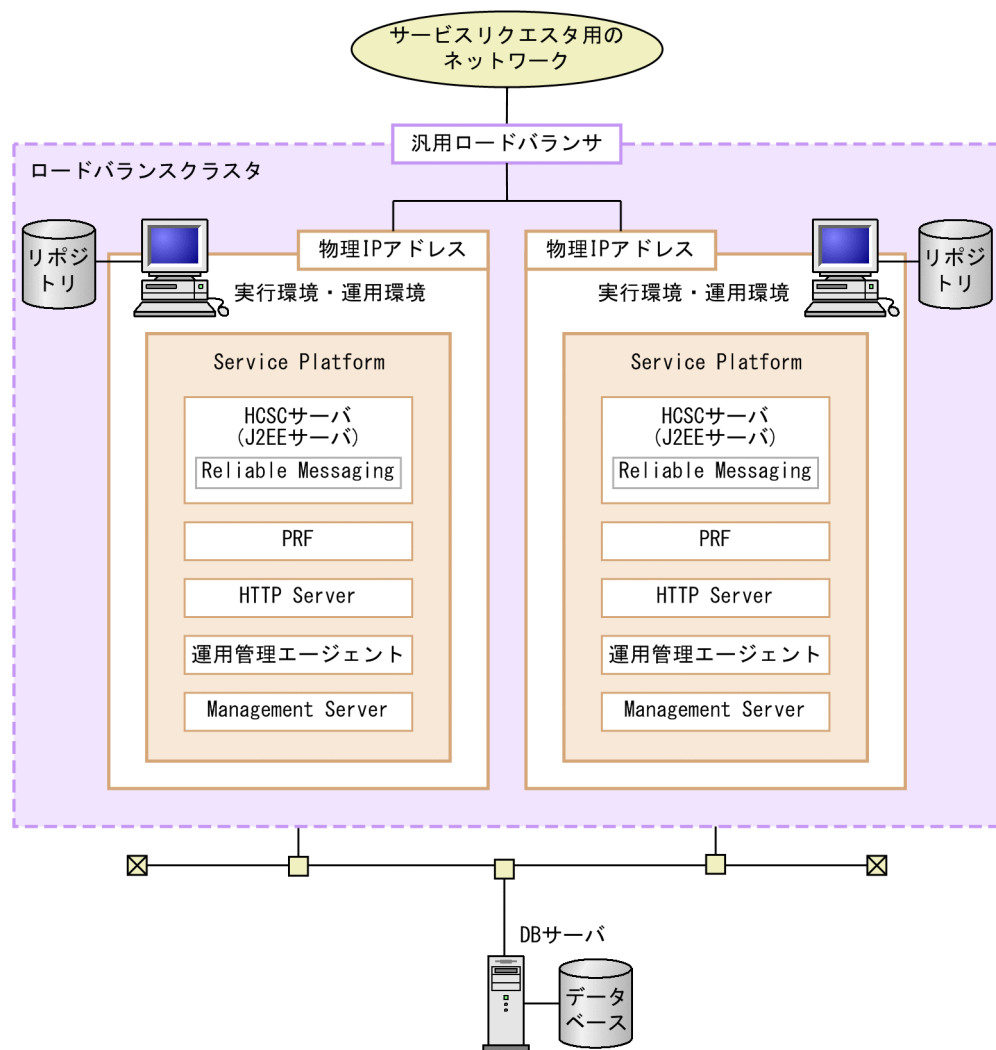 サービスリクエスタ用の
ネットワーク
汎用ロードバランサ
ロードバランスクラスタ
リポジ
トリ
物理IPアドレス
実行環境・運用環境
Service Platform
HCSCサーバ
(J2EEサーバ)
Reliable Messaging
PRF
HTTP Server
運用管理エージェント
Management Server
物理IPアドレス
実行環境・運用環境
リポジ
トリ
Service Platform
HCSCサーバ
(J2EEサーバ)
Reliable Messaging
PRF
HTTP Server
運用管理エージェント
Management Server
DBサーバ
データ
ベース